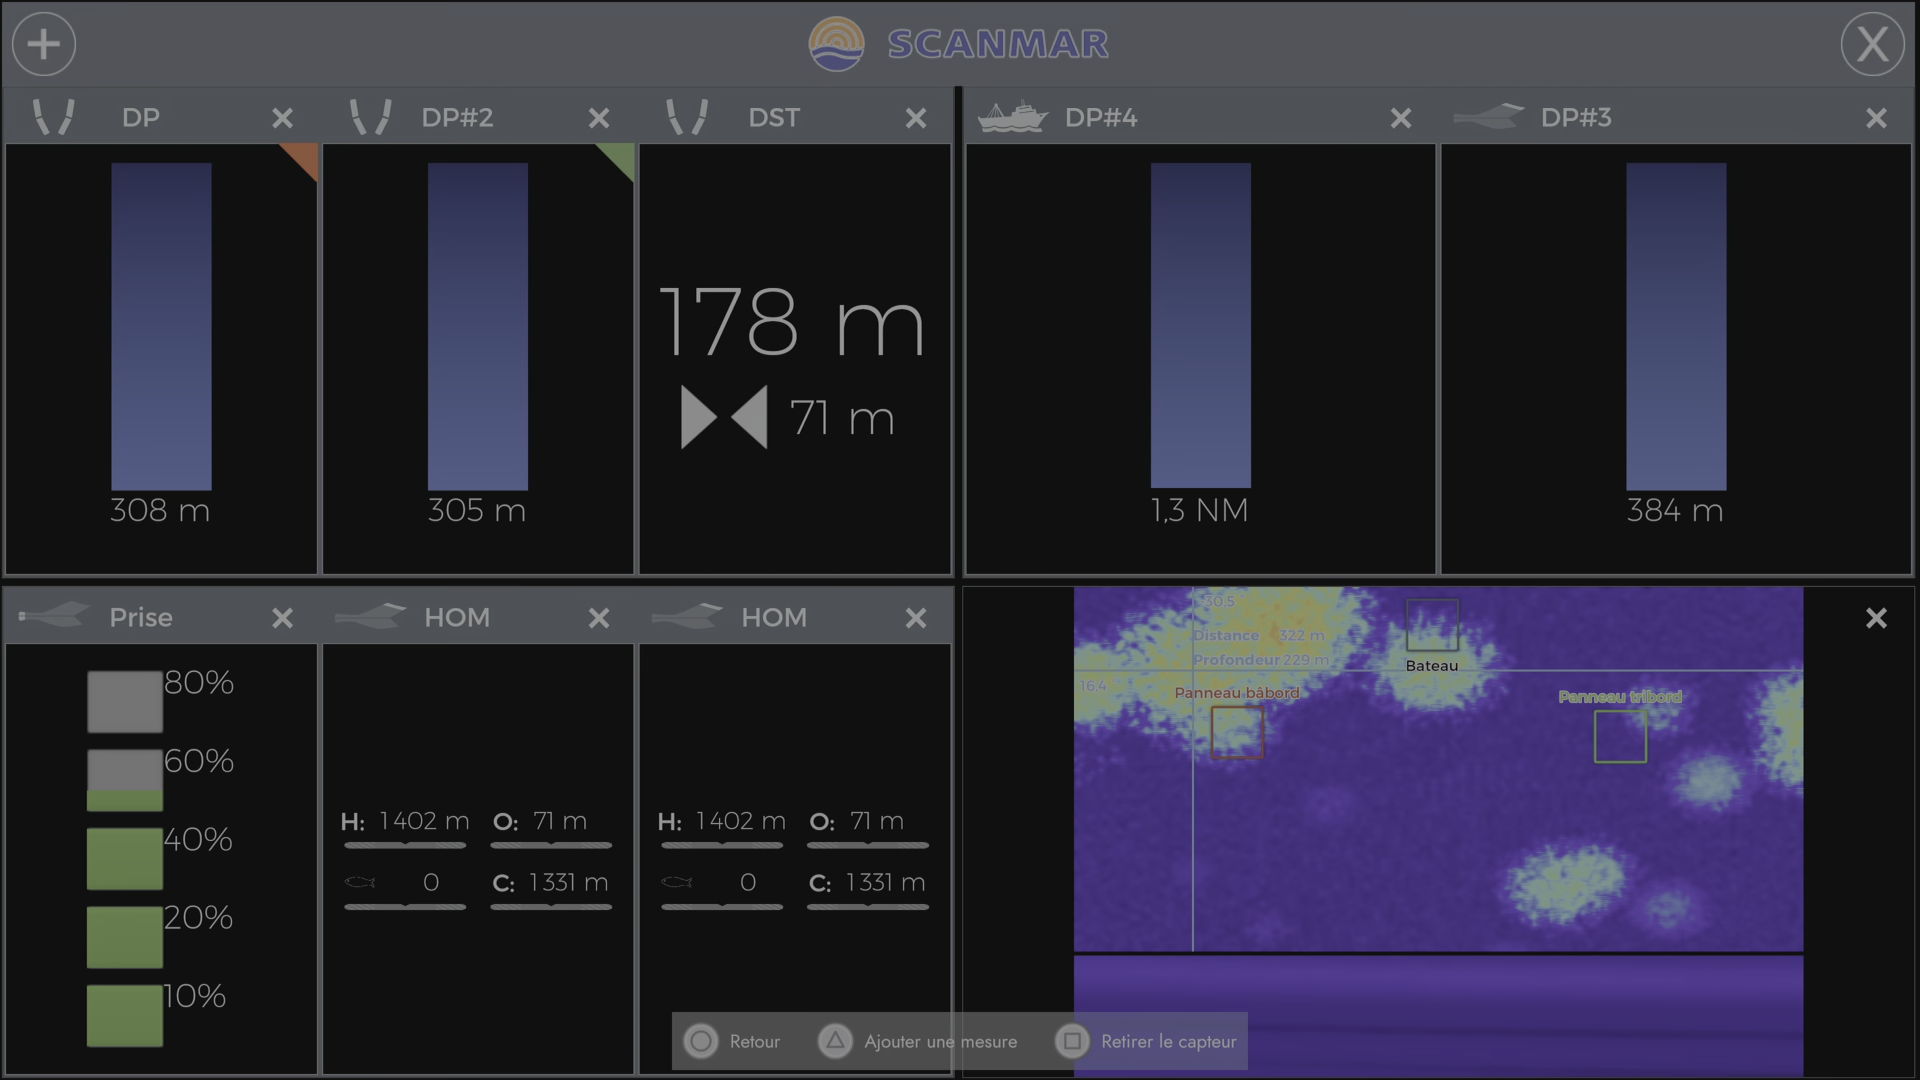 SCANMAR
X
DP
DP#2
DST
DP#4
DP#3
308 m
305 m
178 m
71 m
1,3 NM
384 m
Prise
HOM
HOM
80%
60%
40%
20%
10%
H: 1402 m O: 71 m
0 C: 1331 m
H: 1402 m O: 71 m
0 C: 1331 m
-30.5
Distance 322 m
Profondeur 229 m
16.4
Bateau
Panneau bâbord
Panneau tribord
Retour
Ajouter une mesure
Retirer le capteur